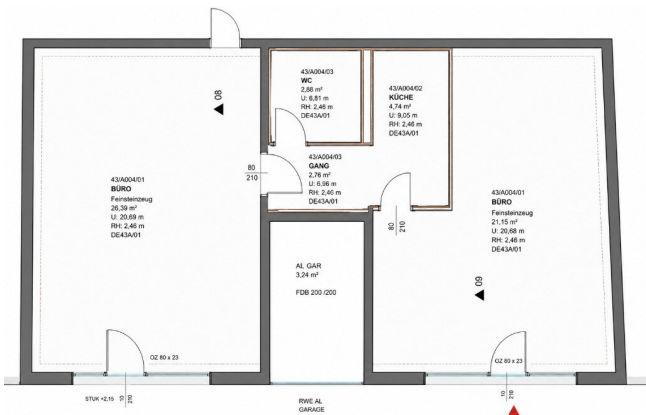 08
43/A004/03
WC
2,88 m²
U: 6,81 m
RH: 2,46 m
DE43A/01
43/A004/02
KÜCHE
4,74 m²
U: 9,05 m
RH: 2,46 m
DE43A/01
43/A004/03
GANG
2,76 m²
U: 6,96 m
RH: 2,46 m
DE43A/01
80
210
43/A004/01
BÜRO
Feinsteinzeug
26,39 m²
U: 20,69 m
RH: 2,46 m
DE43A/01
43/A004/01
BÜRO
Feinsteinzeug
21,15 m²
U: 20,68 m
RH: 2,46 m
DE43A/01
80
210
AL GAR
3,24 m²
FDB 200 /200
09
OZ 80 x 23
OZ 80 x 23
STUK +2,15
10
210
10
210
RWE AL
GARAGE